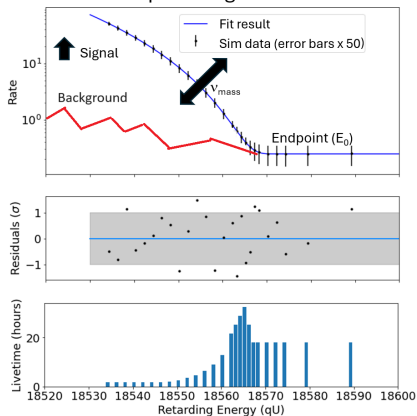 Fit result
Sim data (error bars x 50)
Signal
Background
ν_mass
Endpoint (E₀)
Rate
10¹
10⁰
Residuals (σ)
1
0
−1
Livetime (hours)
20
0
18520 18530 18540 18550 18560 18570 18580 18590 18600
Retarding Energy (qU)